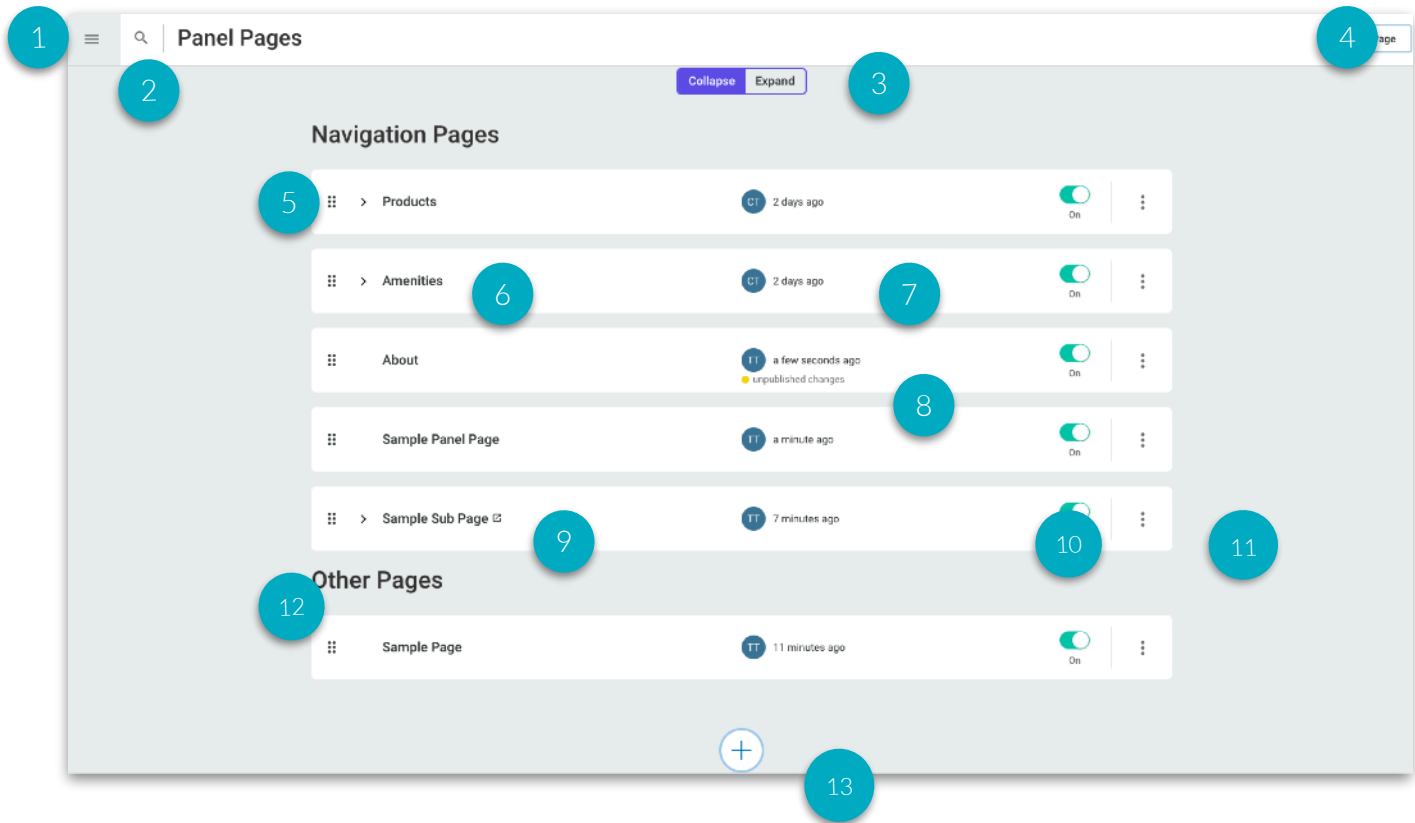 1
Panel Pages
4
age
2
Collapse Expand
3
Navigation Pages
5
Products
CT 2 days ago
On
Amenities
6
CT 2 days ago
7
On
About
TT a few seconds ago
unpublished changes
On
8
Sample Panel Page
TT a minute ago
On
Sample Sub Page
9
TT 7 minutes ago
10
11
Other Pages
12
Sample Page
TT 11 minutes ago
On
13